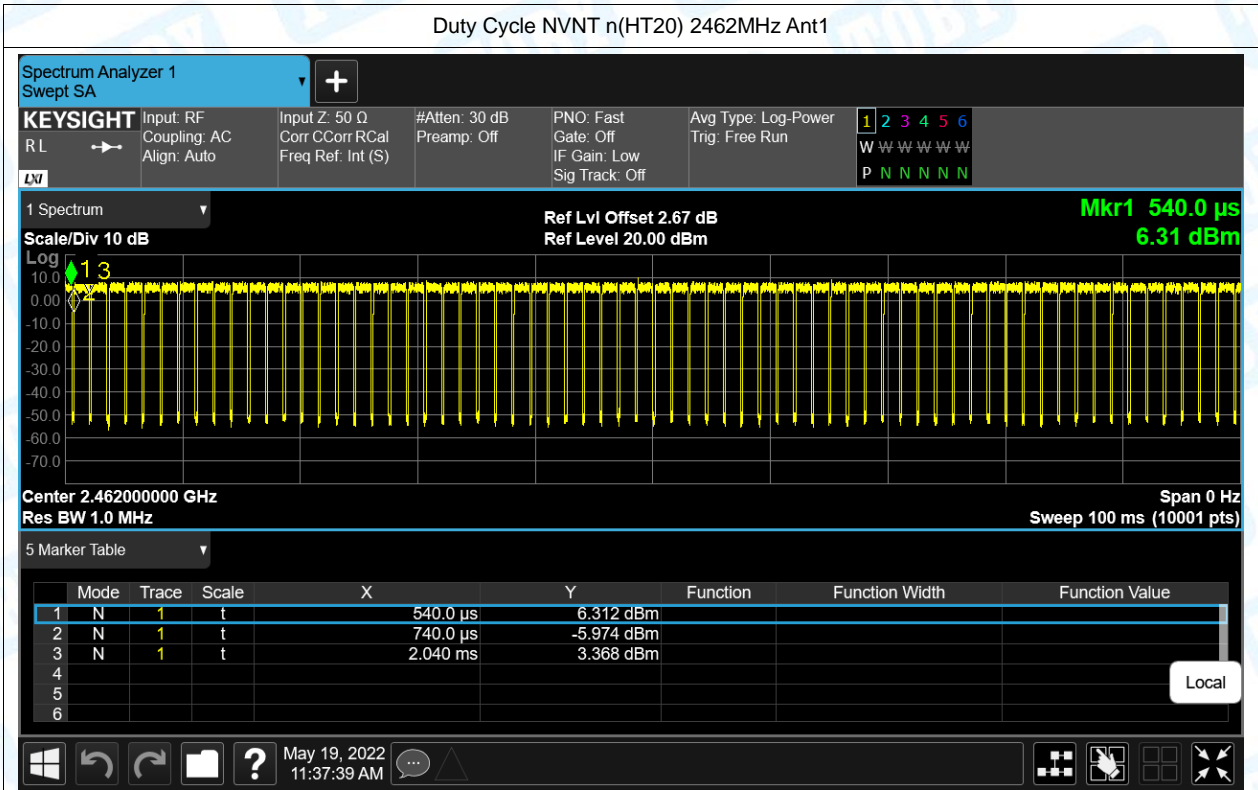 Duty Cycle NVNT n(HT20) 2462MHz Ant1
Spectrum Analyzer 1
Swept SA
KEYSIGHT
RL
LXI
Input: RF
Coupling: AC
Align: Auto
Input Z: 50 Ω
Corr CCorr RCal
Freq Ref: Int (S)
#Atten: 30 dB
Preamp: Off
PNO: Fast
Gate: Off
IF Gain: Low
Sig Track: Off
Avg Type: Log-Power
Trig: Free Run
1 2 3 4 5 6
W W W W W W
P N N N N N
1 Spectrum
Scale/Div 10 dB
Ref Lvl Offset 2.67 dB
Ref Level 20.00 dBm
Mkr1 540.0 µs
6.31 dBm
Log
10.0
0.00
-10.0
-20.0
-30.0
-40.0
-50.0
-60.0
-70.0
1 3
2
Center 2.462000000 GHz
Span 0 Hz
Res BW 1.0 MHz
Sweep 100 ms (10001 pts)
5 Marker Table
Mode Trace Scale X Y Function Function Width Function Value
1 N 1 t 540.0 µs 6.312 dBm
2 N 1 t 740.0 µs -5.974 dBm
3 N 1 t 2.040 ms 3.368 dBm
4
5
6
Local
?
May 19, 2022
11:37:39 AM